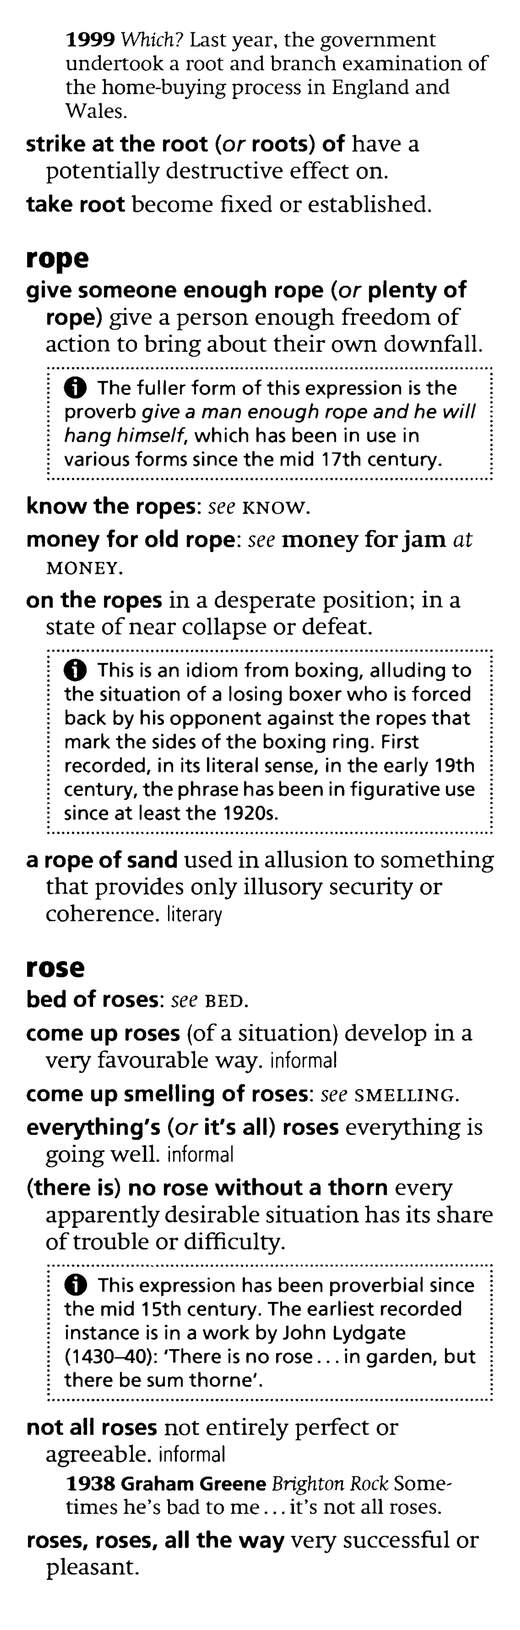 1999 Which? Last year, the government
undertook a root and branch examination of
the home-buying process in England and
Wales.
strike at the root (or roots) of have a
potentially destructive effect on.
take root become fixed or established.
rope
give someone enough rope (or plenty of
rope) give a person enough freedom of
action to bring about their own downfall.
The fuller form of this expression is the
proverb give a man enough rope and he will
hang himself, which has been in use in
various forms since the mid 17th century.
know the ropes: see KNOW.
money for old rope: see money for jam at
MONEY.
on the ropes in a desperate position; in a
state of near collapse or defeat.
This is an idiom from boxing, alluding to
the situation of a losing boxer who is forced
back by his opponent against the ropes that
mark the sides of the boxing ring. First
recorded, in its literal sense, in the early 19th
century, the phrase has been in figurative use
since at least the 1920s.
a rope of sand used in allusion to something
that provides only illusory security or
coherence. literary
rose
bed of roses: see BED.
come up roses (of a situation) develop in a
very favourable way. informal
come up smelling of roses: see SMELLING.
everything's (or it's all) roses everything is
going well. informal
(there is) no rose without a thorn every
apparently desirable situation has its share
of trouble or difficulty.
This expression has been proverbial since
the mid 15th century. The earliest recorded
instance is in a work by John Lydgate
(1430–40): 'There is no rose...in garden, but
there be sum thorne'.
not all roses not entirely perfect or
agreeable. informal
1938 Graham Greene Brighton Rock Some-
times he's bad to me...it's not all roses.
roses, roses, all the way very successful or
pleasant.